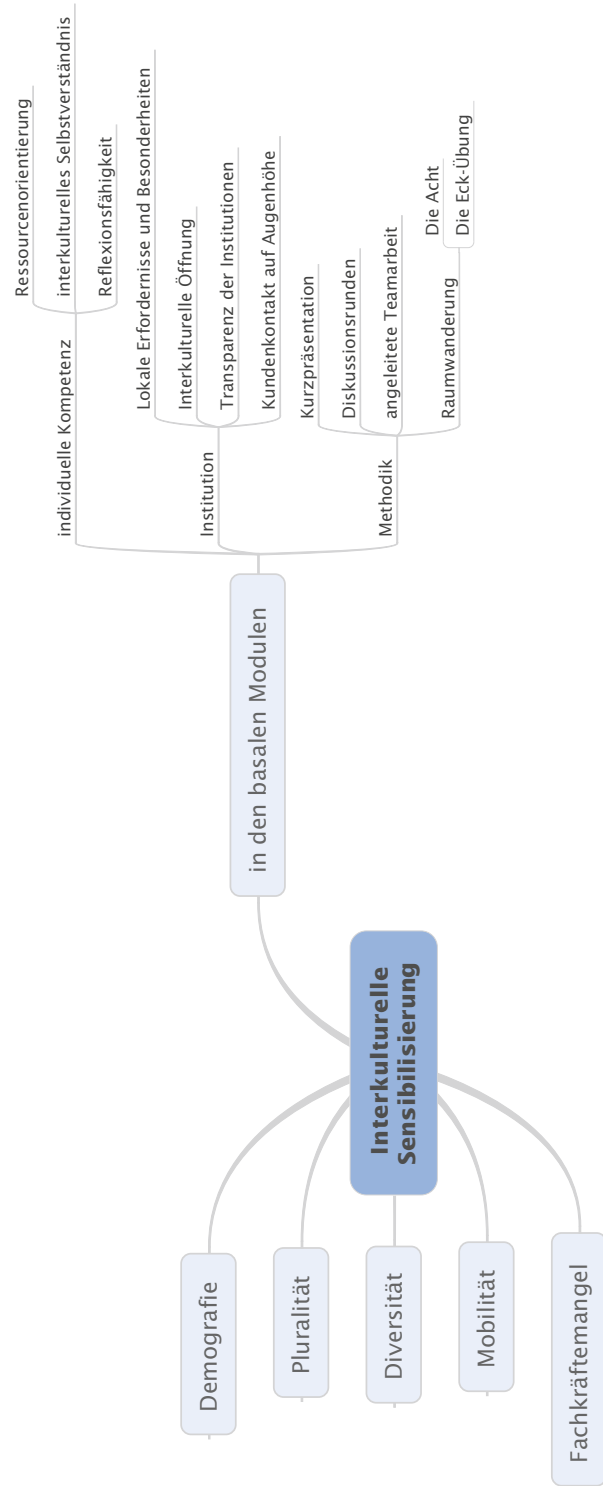 Interkulturelle
Sensibilisierung
Demografie
Pluralität
Diversität
Mobilität
Fachkräftemangel
in den basalen Modulen
individuelle Kompetenz
Ressourcenorientierung
interkulturelles Selbstverständnis
Reflexionsfähigkeit
Institution
Lokale Erfordernisse und Besonderheiten
Interkulturelle Öffnung
Transparenz der Institutionen
Kundenkontakt auf Augenhöhe
Methodik
Kurzpräsentation
Diskussionsrunden
angeleitete Teamarbeit
Raumwanderung
Die Acht
Die Eck-Übung